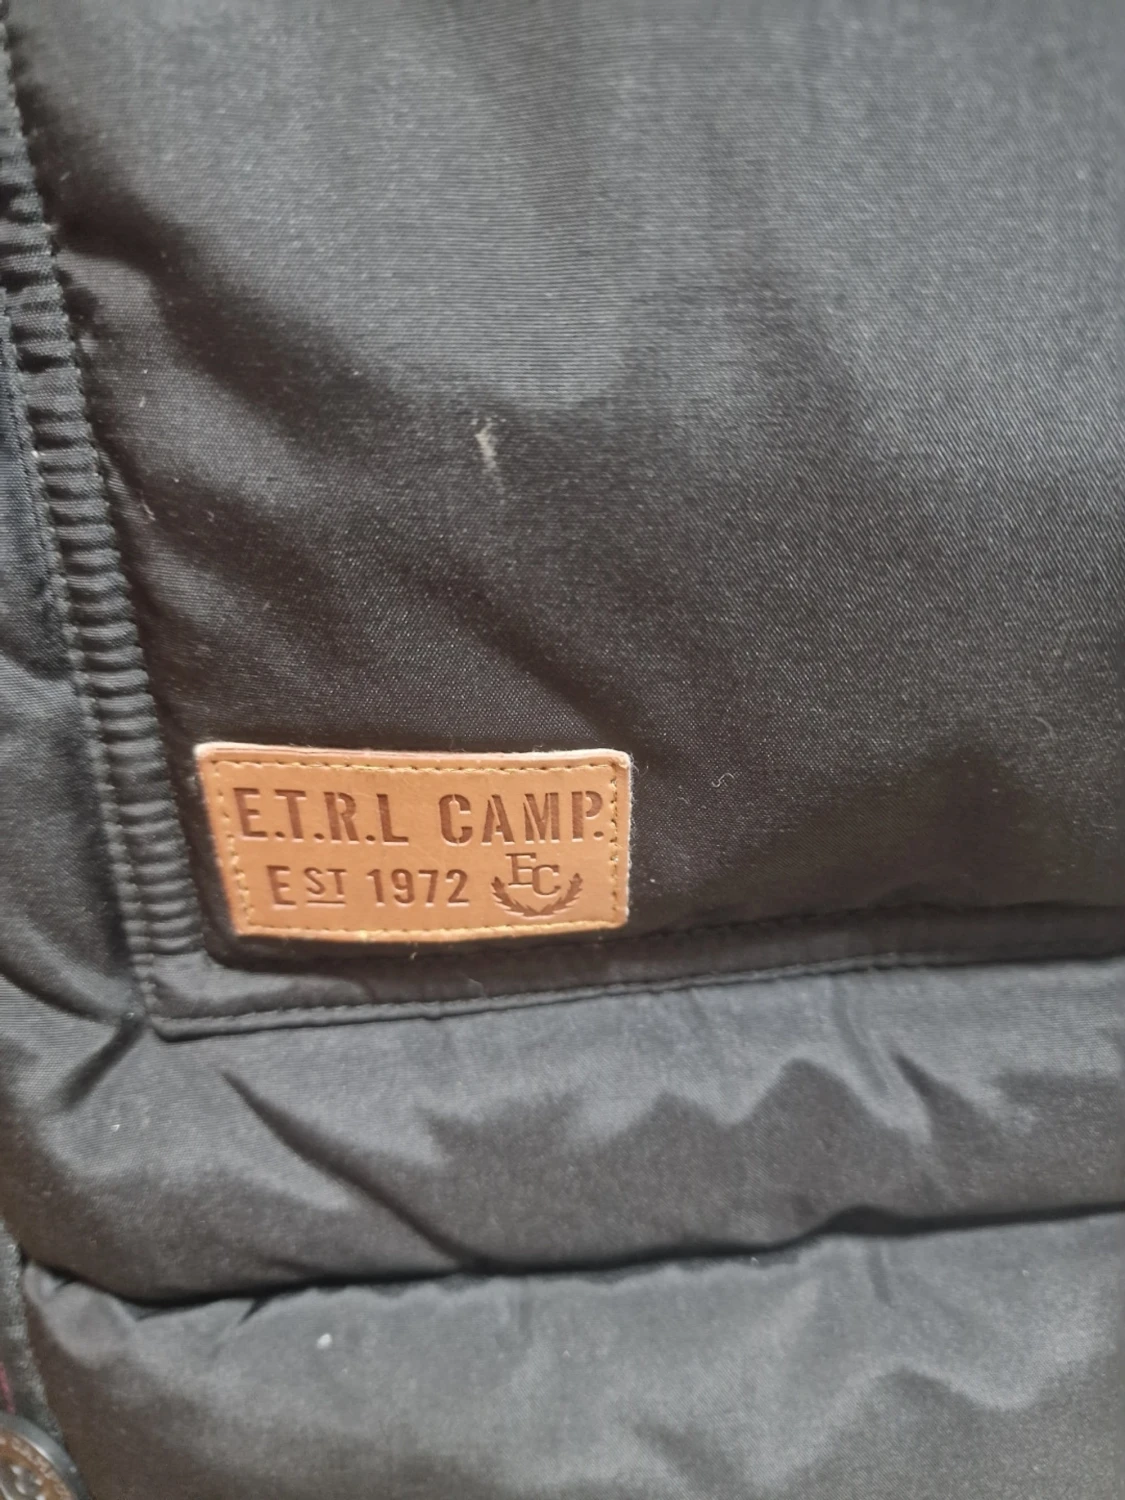 E.T.R.L CAMP.
EST 1972 EC